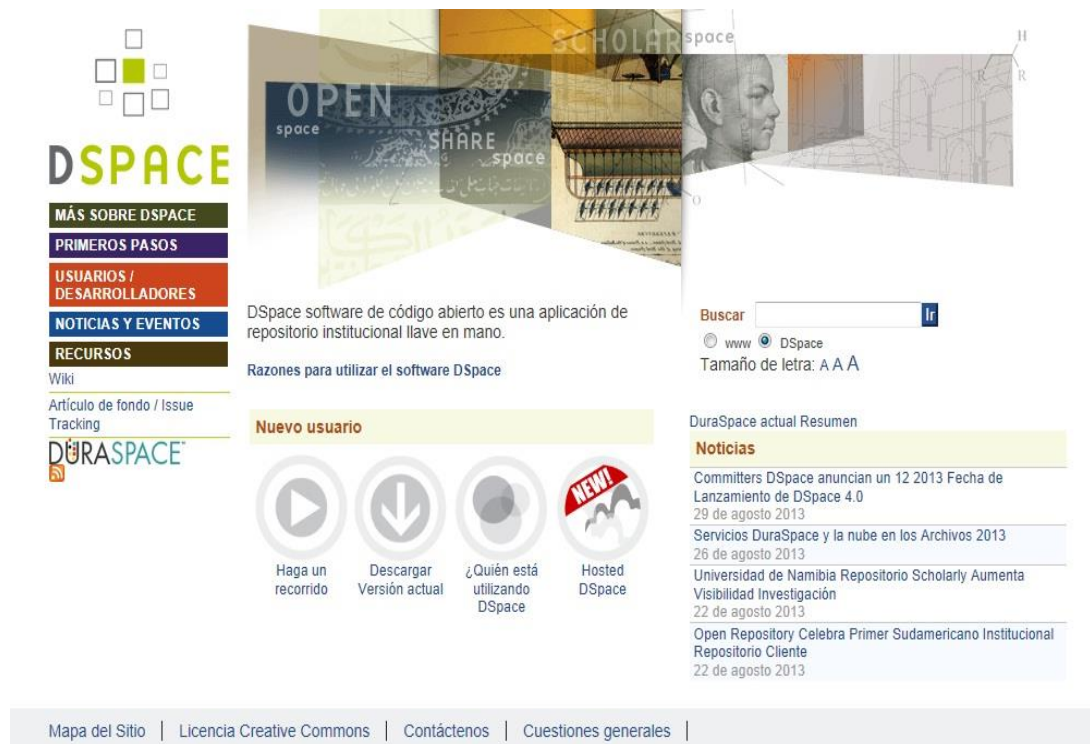 SCHOLAR space
OPEN
space
SHARE
space
H
R
R
O
DSPACE
MÁS SOBRE DSPACE
PRIMEROS PASOS
USUARIOS /
DESARROLLADORES
NOTICIAS Y EVENTOS
RECURSOS
Wiki
Artículo de fondo / Issue
Tracking
DURASPACE
DSpace software de código abierto es una aplicación de
repositorio institucional llave en mano.
Razones para utilizar el software DSpace
Buscar
Ir
www DSpace
Tamaño de letra: A A A
Nuevo usuario
NEW!
Haga un
recorrido
Descargar
Versión actual
¿Quién está
utilizando
DSpace
Hosted
DSpace
DuraSpace actual Resumen
Noticias
Committers DSpace anuncian un 12 2013 Fecha de
Lanzamiento de DSpace 4.0
29 de agosto 2013
Servicios DuraSpace y la nube en los Archivos 2013
26 de agosto 2013
Universidad de Namibia Repositorio Scholarly Aumenta
Visibilidad Investigación
22 de agosto 2013
Open Repository Celebra Primer Sudamericano Institucional
Repositorio Cliente
22 de agosto 2013
Mapa del Sitio | Licencia Creative Commons | Contáctenos | Cuestiones generales |